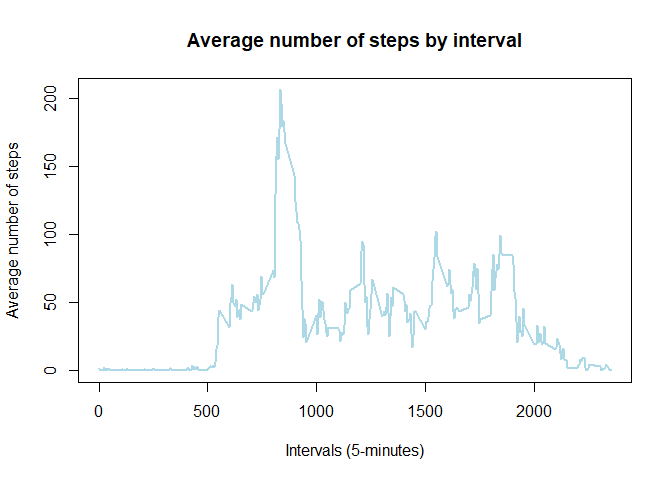 Average number of steps by interval
Average number of steps
200
150
100
50
0
0 500 1000 1500 2000
Intervals (5-minutes)